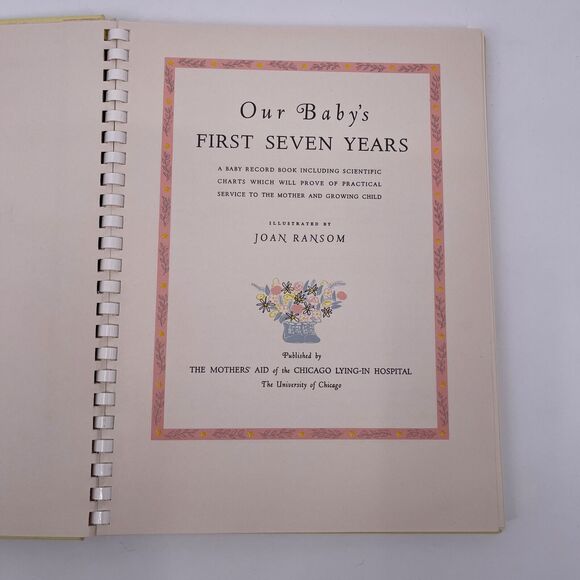 Our Baby's
FIRST SEVEN YEARS
A BABY RECORD BOOK INCLUDING SCIENTIFIC
CHARTS WHICH WILL PROVE OF PRACTICAL
SERVICE TO THE MOTHER AND GROWING CHILD
ILLUSTRATED BY
JOAN RANSOM
Published by
THE MOTHERS' AID of the CHICAGO LYING-IN HOSPITAL
The University of Chicago